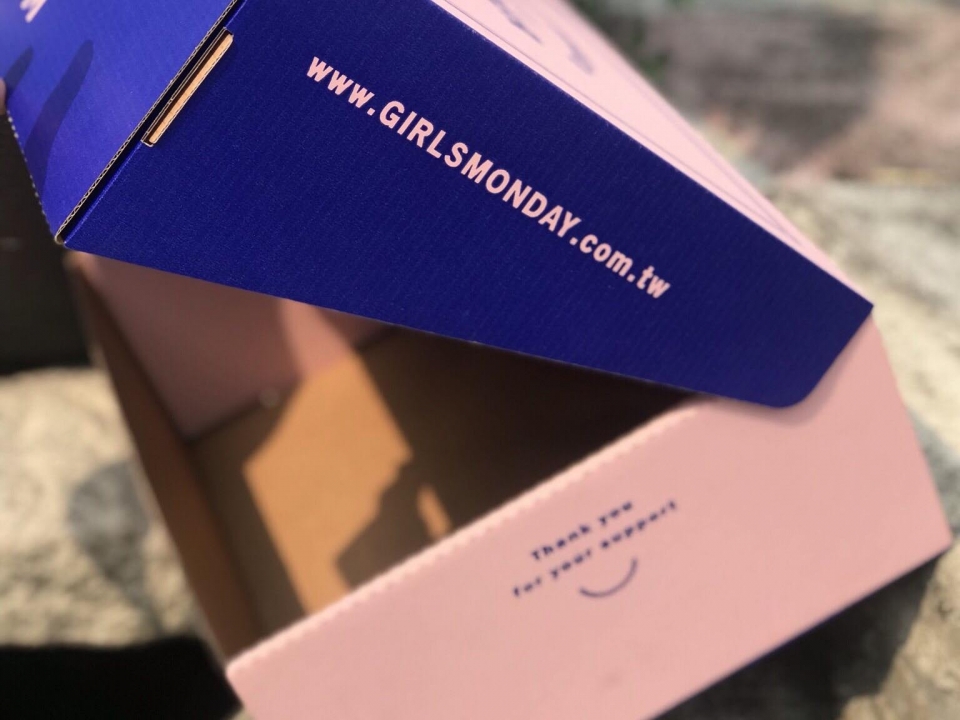 www.GIRLSMONDAY.com.tw
Thank you
for your support